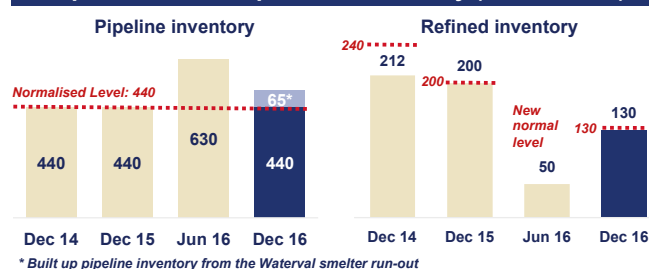 Pipeline inventory
Normalised Level: 440
440
440
630
65*
440
Dec 14 Dec 15 Jun 16 Dec 16
Refined inventory
240
212
200
200
New
normal
level
50
130
130
Dec 14 Dec 15 Jun 16 Dec 16
* Built up pipeline inventory from the Waterval smelter run-out